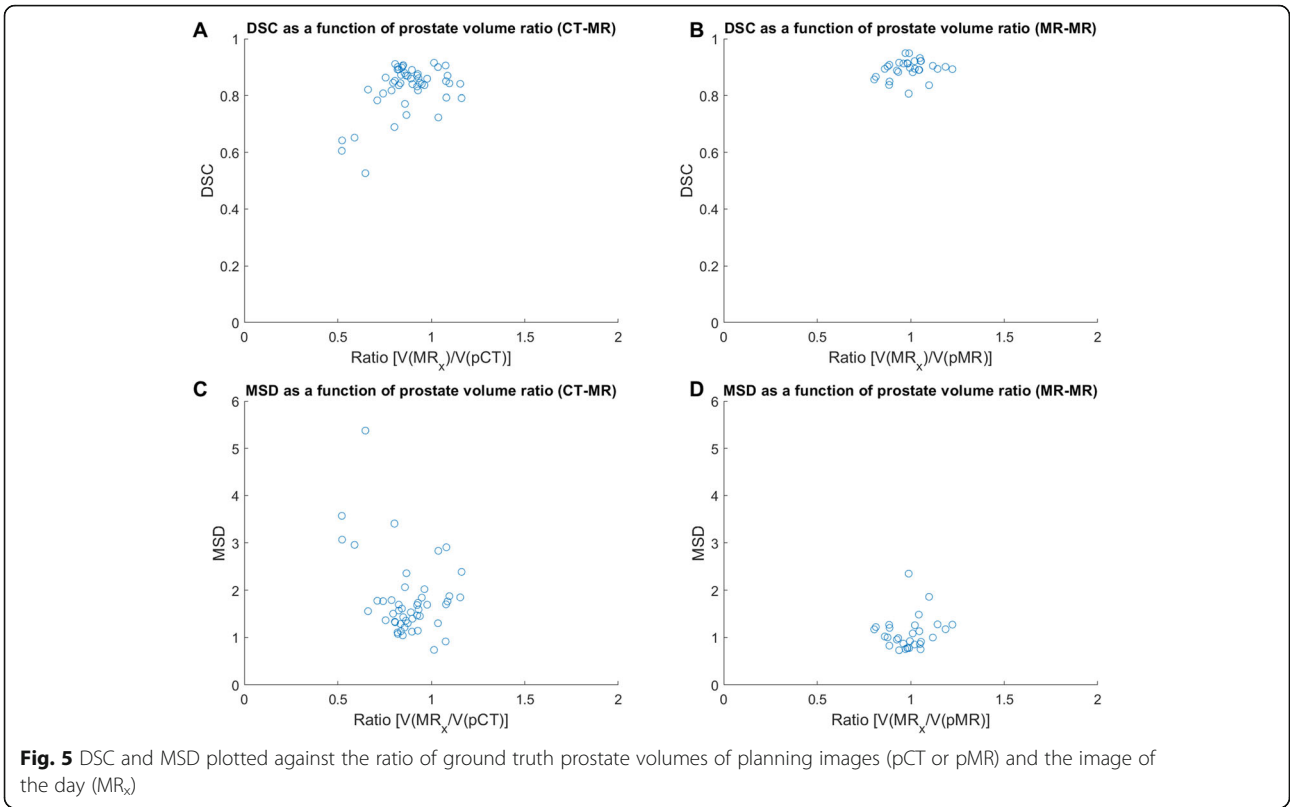 A DSC as a function of prostate volume ratio (CT-MR)
1
0.8
0.6
0.4
0.2
0
DSC
0 0.5 1 1.5 2
Ratio [V(MRx)/V(pCT)]
B DSC as a function of prostate volume ratio (MR-MR)
1
0.8
0.6
0.4
0.2
0
DSC
0 0.5 1 1.5 2
Ratio [V(MRx)/V(pMR)]
C MSD as a function of prostate volume ratio (CT-MR)
6
5
4
3
2
1
0
MSD
0 0.5 1 1.5 2
Ratio [V(MRx/V(pCT)]
D MSD as a function of prostate volume ratio (MR-MR)
6
5
4
3
2
1
0
MSD
0 0.5 1 1.5 2
Ratio [V(MRx/V(pMR)]
Fig. 5 DSC and MSD plotted against the ratio of ground truth prostate volumes of planning images (pCT or pMR) and the image of
the day (MRx)